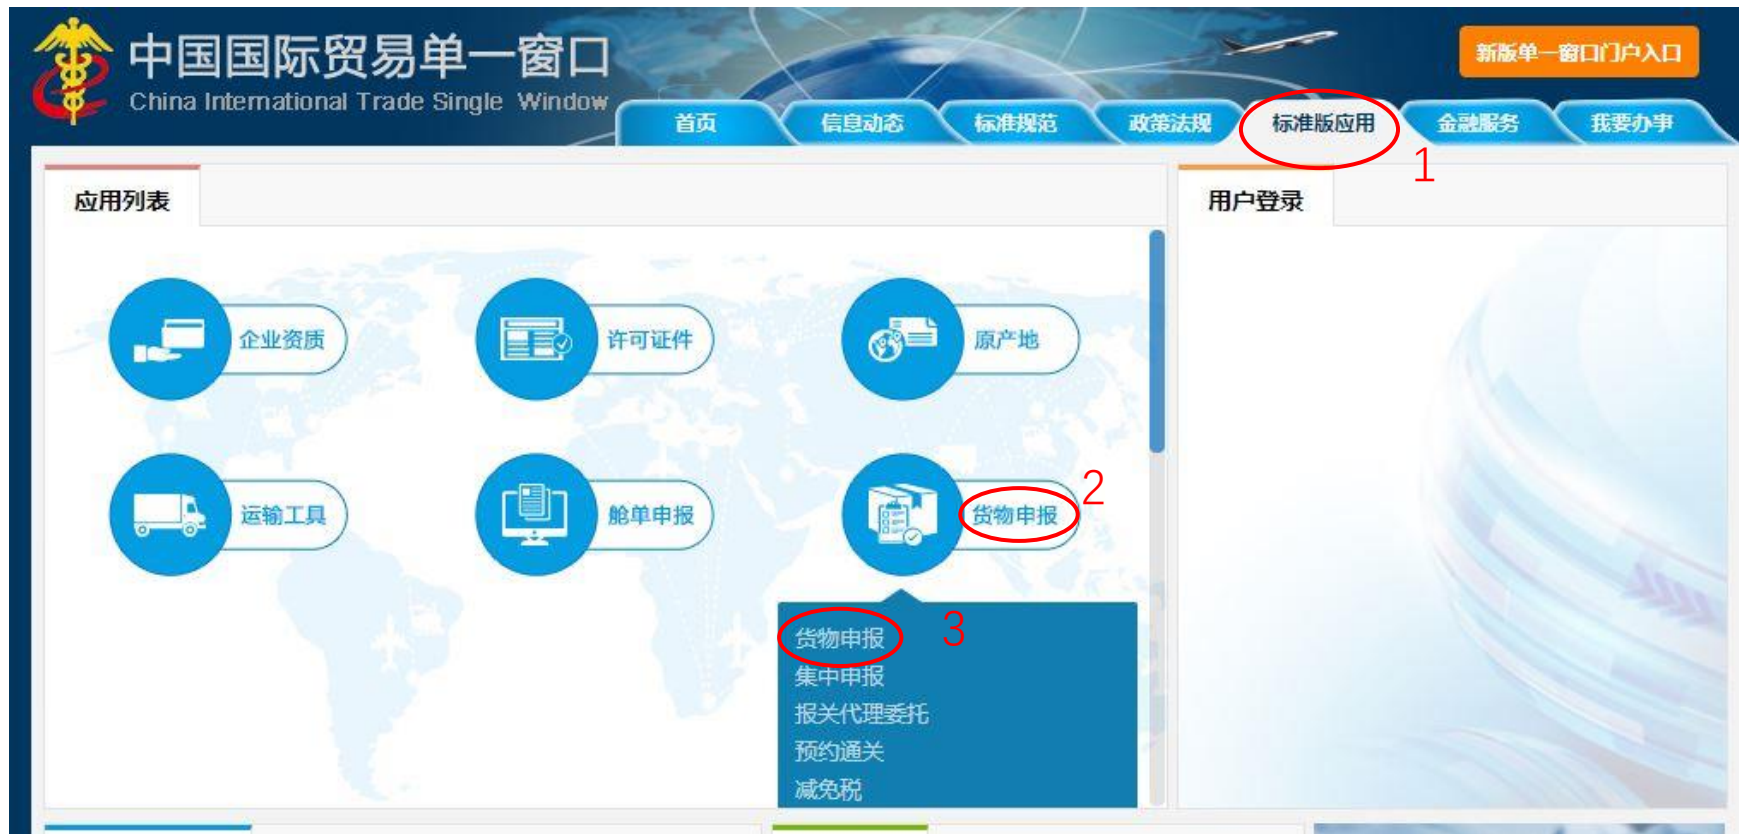 中国国际贸易单一窗口
China International Trade Single Window
新版单一窗口门户入口
首页 信息动态 标准规范 政策法规 标准版应用 金融服务 我要办事
1
应用列表
用户登录
企业资质 许可证件 原产地
运输工具 舱单申报 货物申报
2
货物申报
3
集中申报
报关代理委托
预约通关
减免税